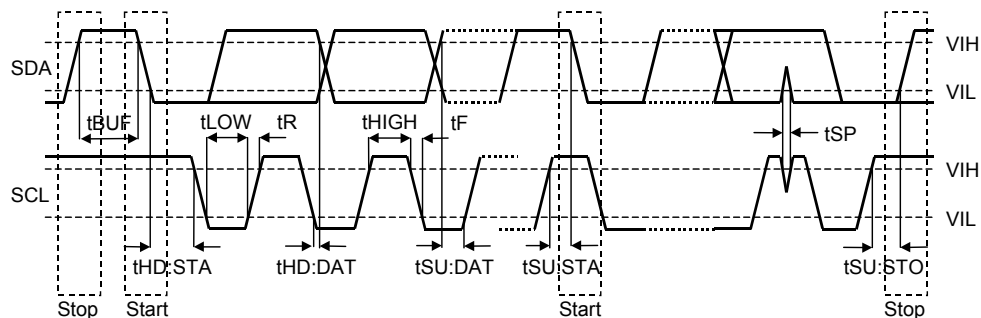 SDA
VIH
VIL
tBUF
tLOW
tR
tHIGH
tF
tSP
SCL
VIH
VIL
tHD:STA
tHD:DAT
tSU:DAT
tSU:STA
tSU:STO
Stop
Start
Start
Stop